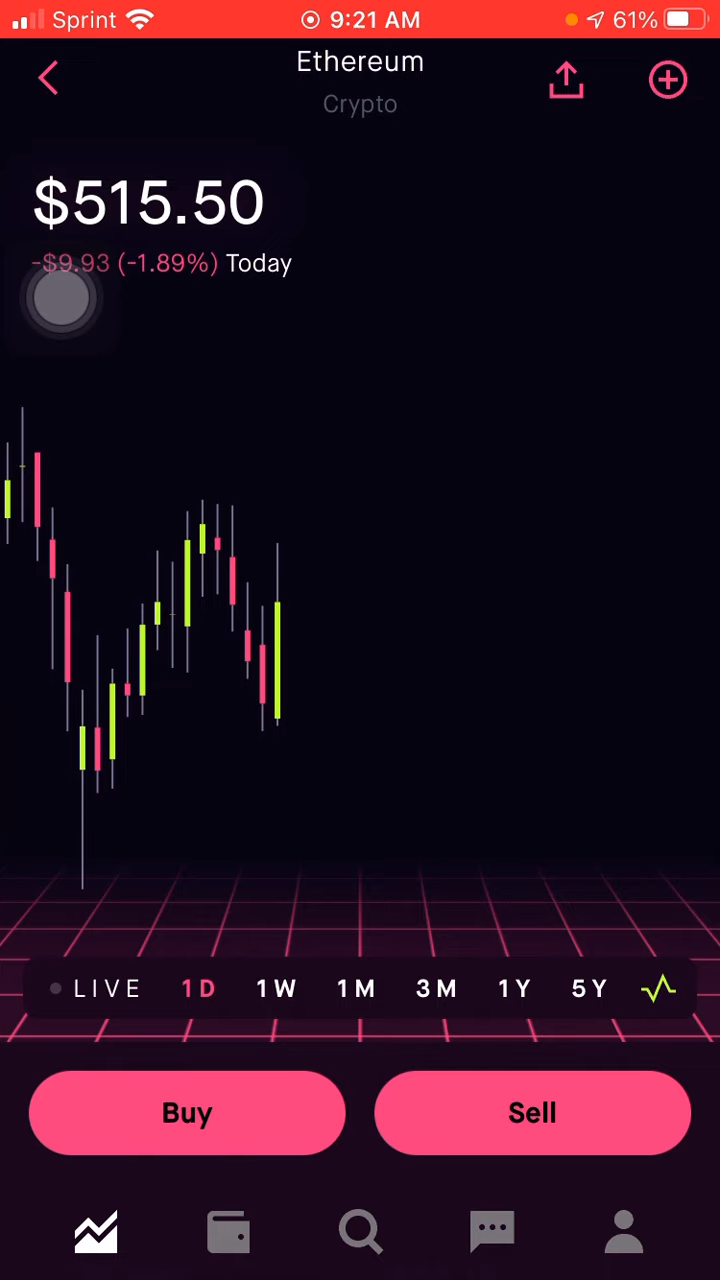 Sprint 9:21 AM 61%
Ethereum
Crypto
$515.50
-$9.93 (-1.89%) Today
LIVE 1D 1W 1M 3M 1Y 5Y
Buy Sell